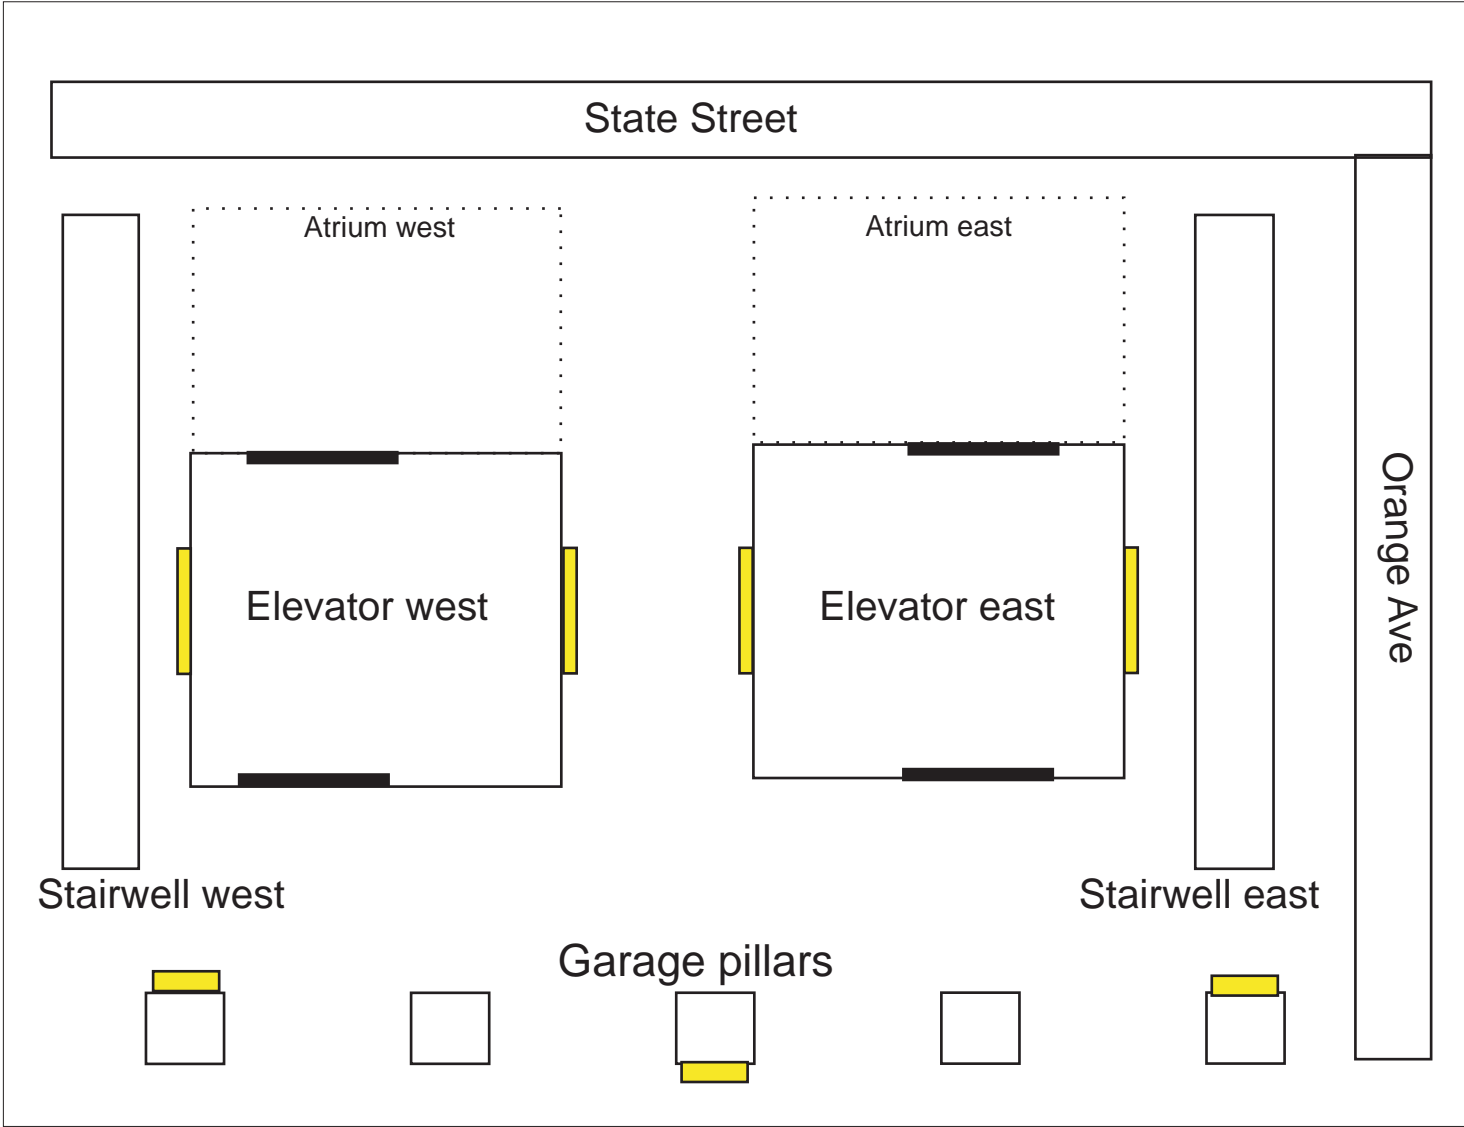 State Street
Atrium west
Atrium east
Orange Ave
Elevator west
Elevator east
Stairwell west
Stairwell east
Garage pillars